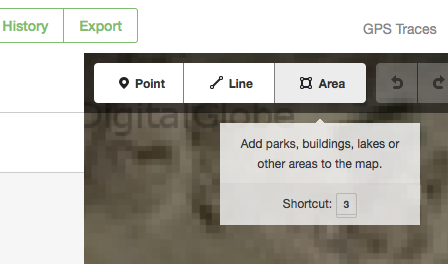 History Export GPS Traces
Point Line Area
DigitalGlobe
Add parks, buildings, lakes or
other areas to the map.
Shortcut: 3